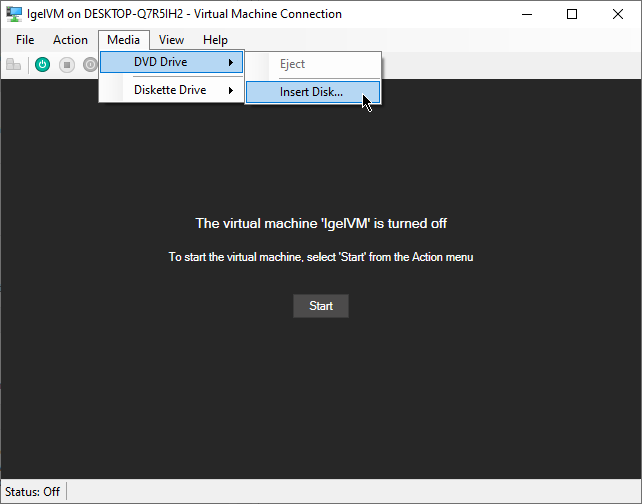 IgelVM on DESKTOP-Q7R5IH2 - Virtual Machine Connection
File Action Media View Help
DVD Drive
Eject
Diskette Drive
Insert Disk...
The virtual machine 'IgelVM' is turned off
To start the virtual machine, select 'Start' from the Action menu
Start
Status: Off